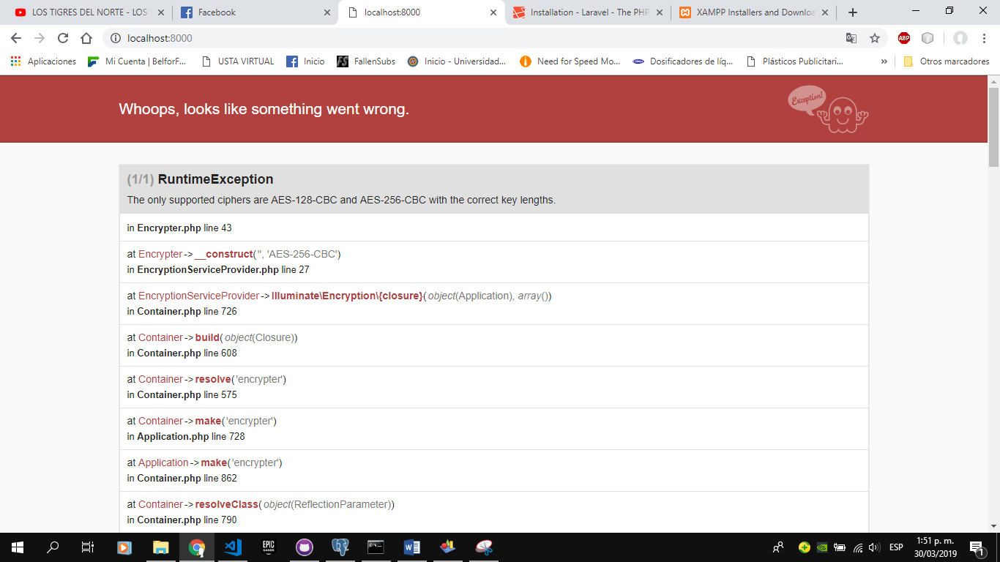 LOS TIGRES DEL NORTE - LOS T
Facebook
localhost:8000
Installation - Laravel - The PHP
XAMPP Installers and Downloa
localhost:8000
ABP
Aplicaciones
Mi Cuenta | BelforF...
USTA VIRTUAL
Inicio
FS
FallenSubs
Inicio - Universidad...
Need for Speed Mo...
Dosificadores de líq...
Plásticos Publicitari...
»
Otros marcadores
Whoops, looks like something went wrong.
Exception!
(1/1) RuntimeException
The only supported ciphers are AES-128-CBC and AES-256-CBC with the correct key lengths.
in Encrypter.php line 43
at Encrypter->__construct('', 'AES-256-CBC')
in EncryptionServiceProvider.php line 27
at EncryptionServiceProvider->Illuminate\Encryption\{closure}(object(Application), array())
in Container.php line 726
at Container->build(object(Closure))
in Container.php line 608
at Container->resolve('encrypter')
in Container.php line 575
at Container->make('encrypter')
in Application.php line 728
at Application->make('encrypter')
in Container.php line 862
at Container->resolveClass(object(ReflectionParameter))
in Container.php line 790
EPIC
GAMES
ESP
1:51 p. m.
30/03/2019
1